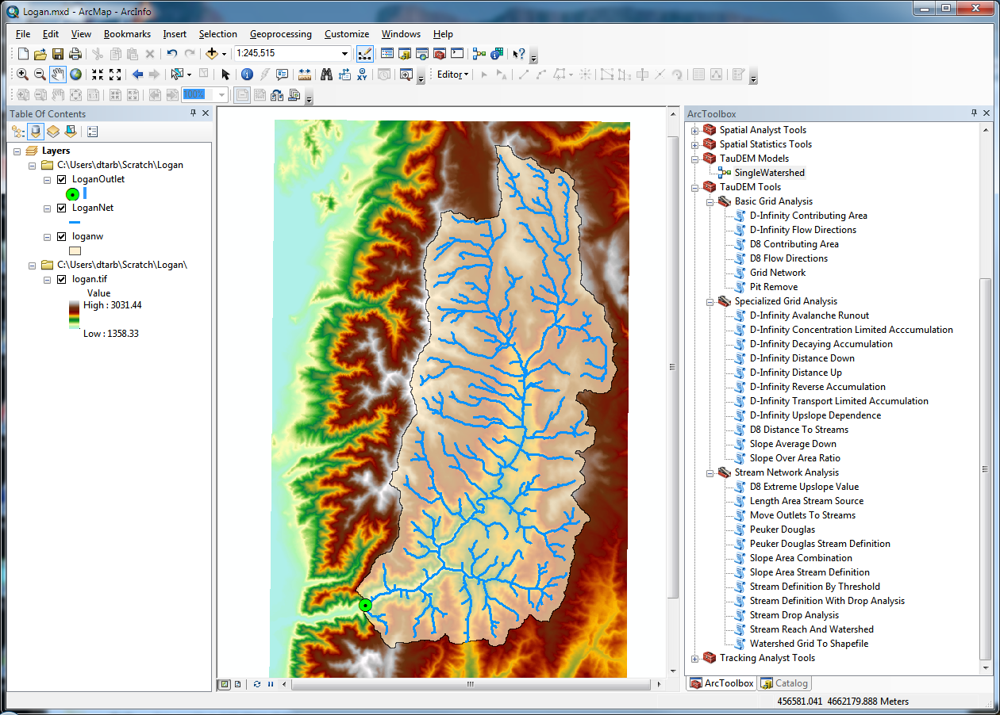 Logan.mxd - ArcMap - ArcInfo
File Edit View Bookmarks Insert Selection Geoprocessing Customize Windows Help
1:245,515
Editor
100%
Table Of Contents
Layers
C:\Users\dtarb\Scratch\Logan
LoganOutlet
LoganNet
loganw
C:\Users\dtarb\Scratch\Logan\
logan.tif
Value
High : 3031.44
Low : 1358.33
ArcToolbox
Spatial Analyst Tools
Spatial Statistics Tools
TauDEM Models
SingleWatershed
TauDEM Tools
Basic Grid Analysis
D-Infinity Contributing Area
D-Infinity Flow Directions
D8 Contributing Area
D8 Flow Directions
Grid Network
Pit Remove
Specialized Grid Analysis
D-Infinity Avalanche Runout
D-Infinity Concentration Limited Acccumulation
D-Infinity Decaying Accumulation
D-Infinity Distance Down
D-Infinity Distance Up
D-Infinity Reverse Accumulation
D-Infinity Transport Limited Accumulation
D-Infinity Upslope Dependence
D8 Distance To Streams
Slope Average Down
Slope Over Area Ratio
Stream Network Analysis
D8 Extreme Upslope Value
Length Area Stream Source
Move Outlets To Streams
Peuker Douglas
Peuker Douglas Stream Definition
Slope Area Combination
Slope Area Stream Definition
Stream Definition By Threshold
Stream Definition With Drop Analysis
Stream Drop Analysis
Stream Reach And Watershed
Watershed Grid To Shapefile
Tracking Analyst Tools
ArcToolbox Catalog
456581.041 4662179.888 Meters